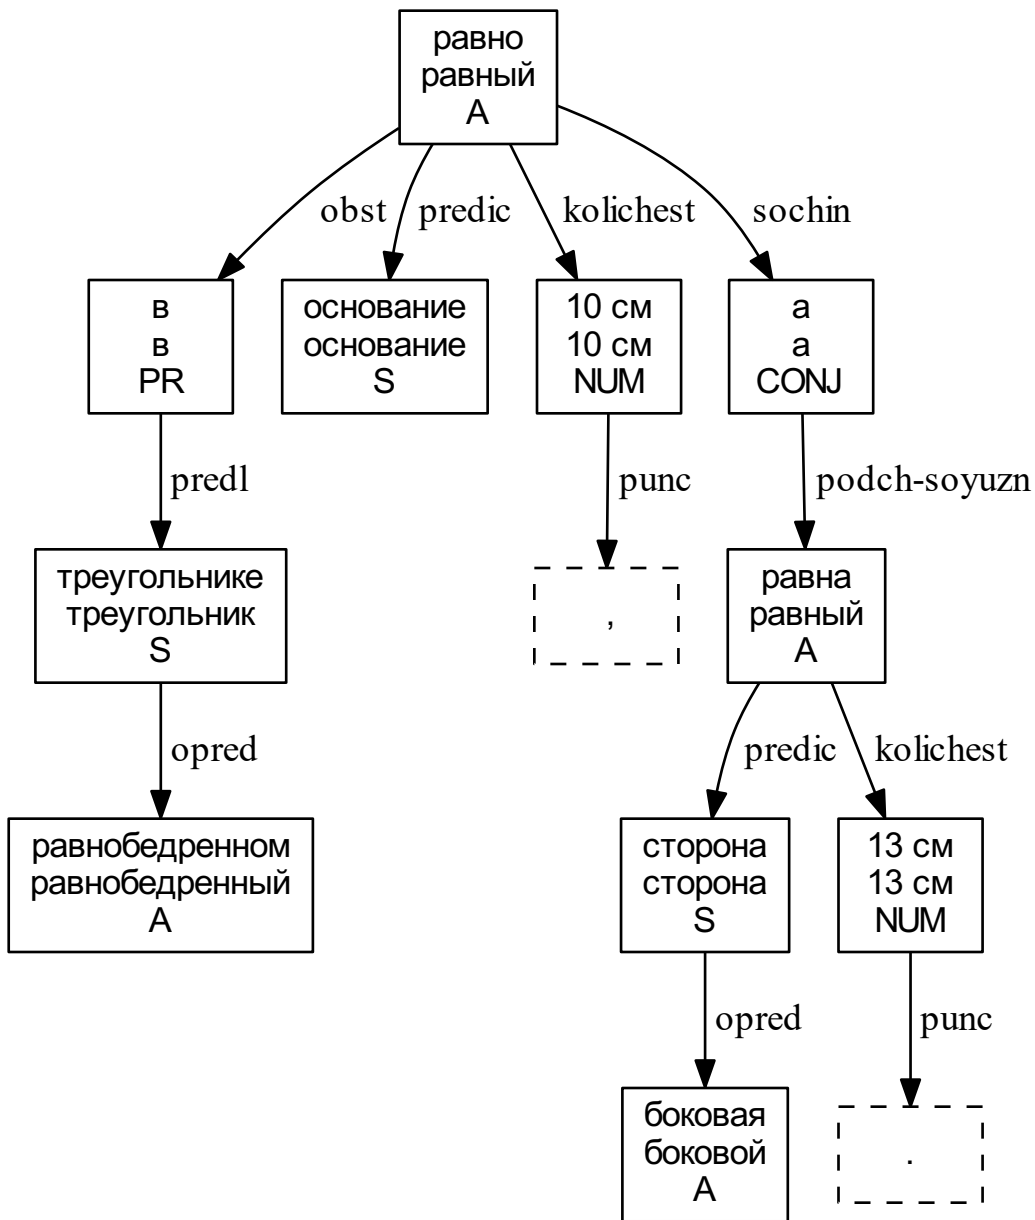 равно
равный
A
obst
predic
kolichest
sochin
в
в
PR
основание
основание
S
10 см
10 см
NUM
а
а
CONJ
predl
punc
podch-soyuzn
треугольнике
треугольник
S
,
равна
равный
A
opred
predic
kolichest
равнобедренном
равнобедренный
A
сторона
сторона
S
13 см
13 см
NUM
opred
punc
боковая
боковой
A
.